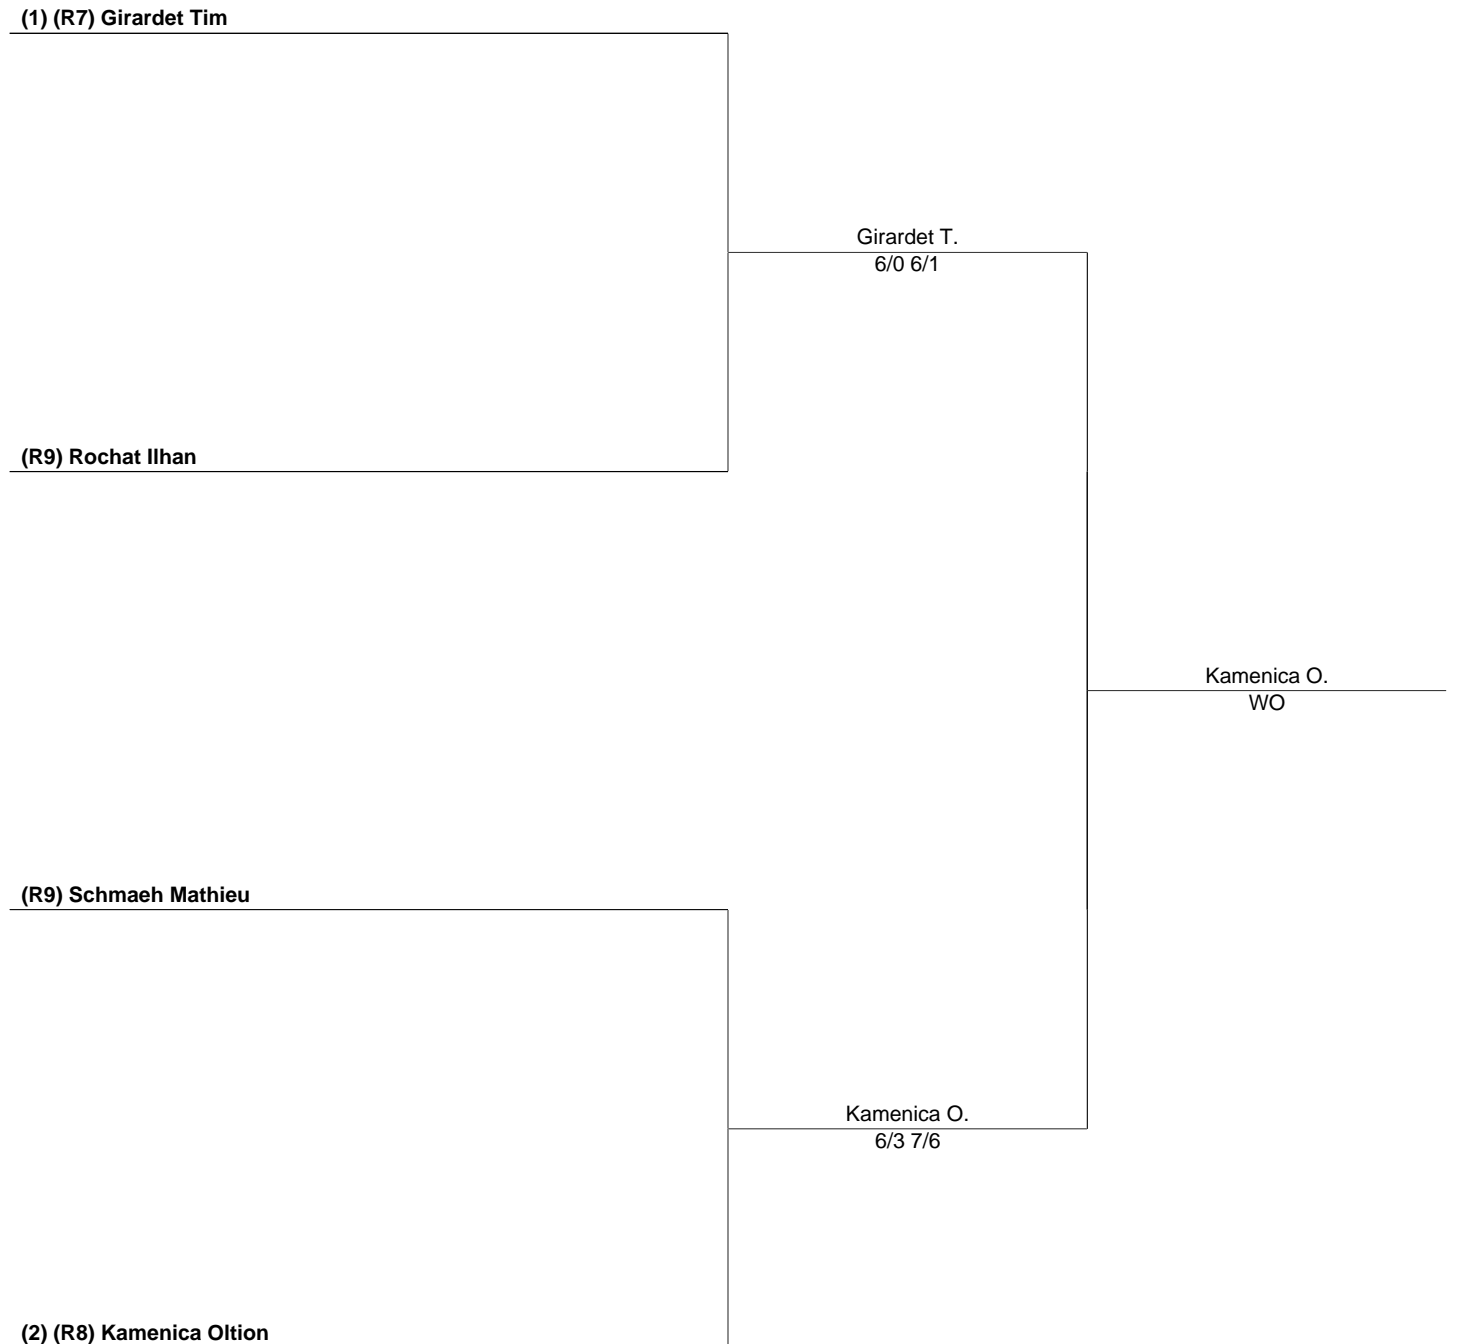 (1) (R7) Girardet Tim
Girardet T.
6/0 6/1
(R9) Rochat Ilhan
Kamenica O.
WO
(R9) Schmaeh Mathieu
Kamenica O.
6/3 7/6
(2) (R8) Kamenica Oltion